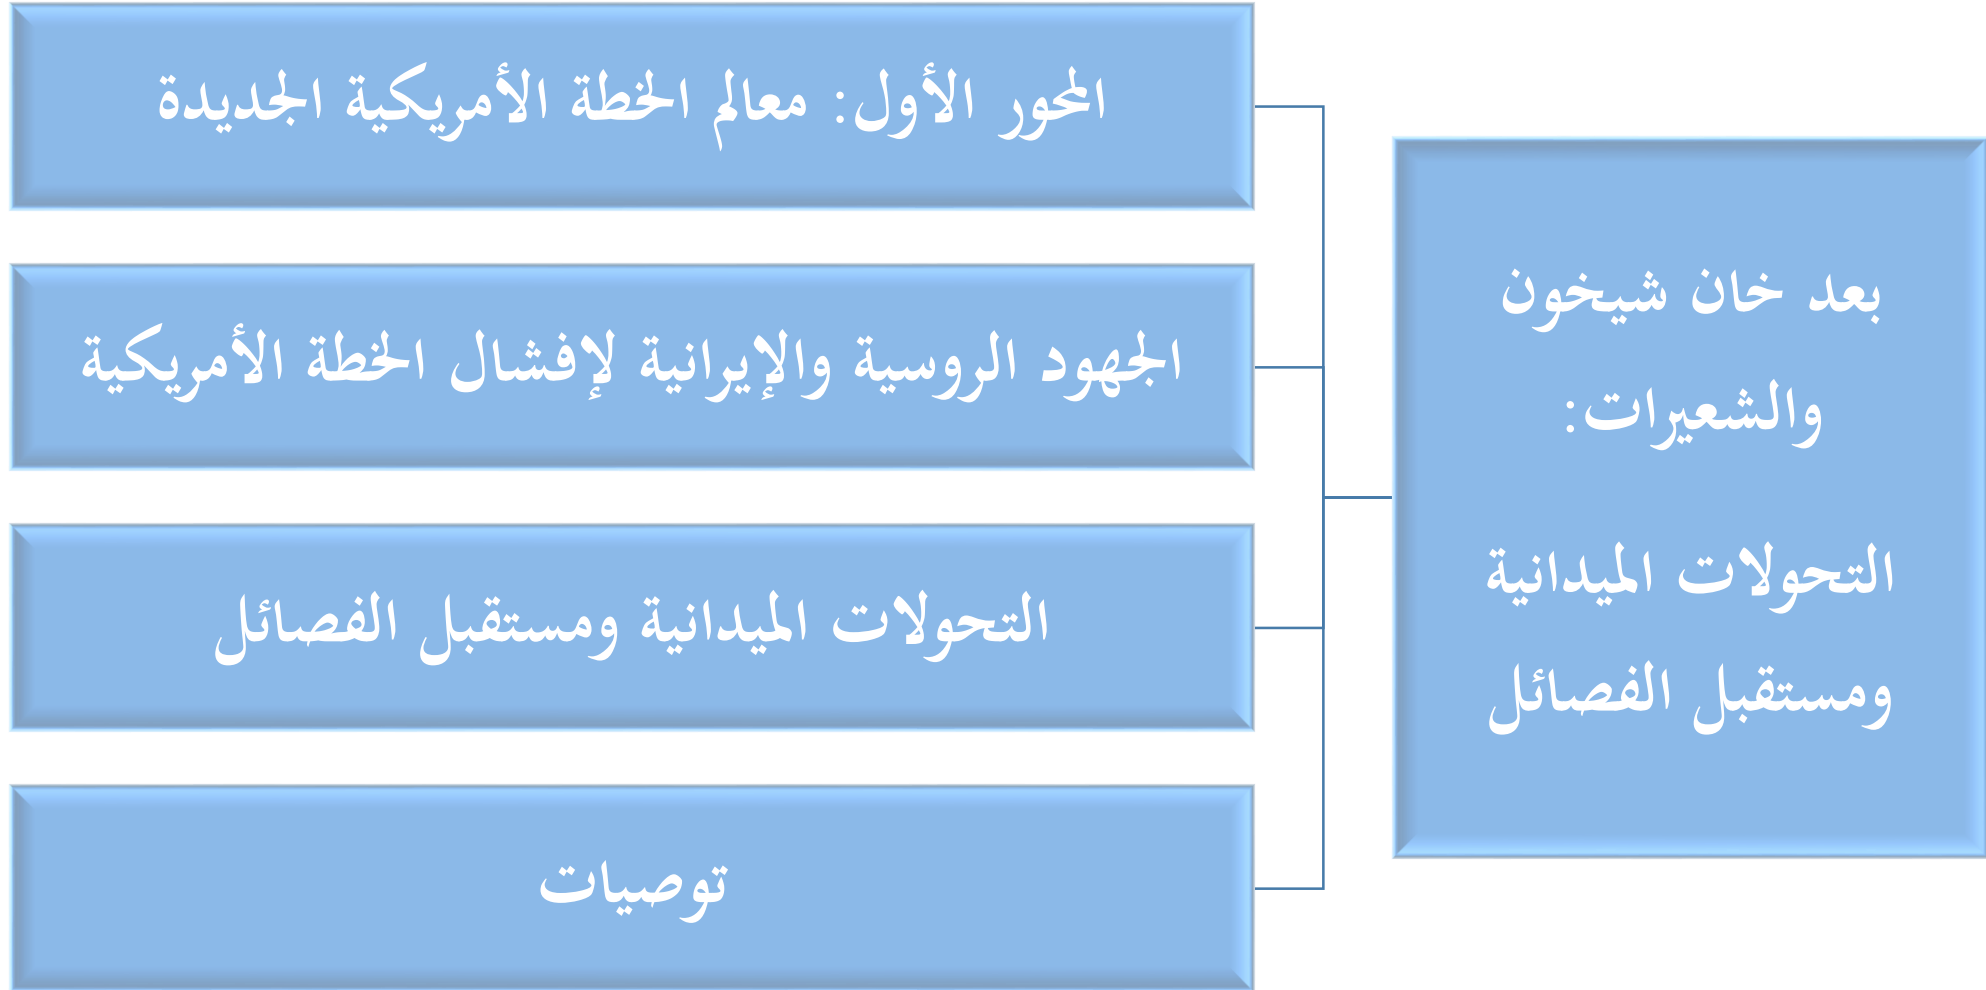 بعد خان شيخون
والشعيرات:
التحولات الميدانية
ومستقبل الفصائل
المحور الأول: معالم الخطة الأمريكية الجديدة
الجهود الروسية والإيرانية لإفشال الخطة الأمريكية
التحولات الميدانية ومستقبل الفصائل
توصيات